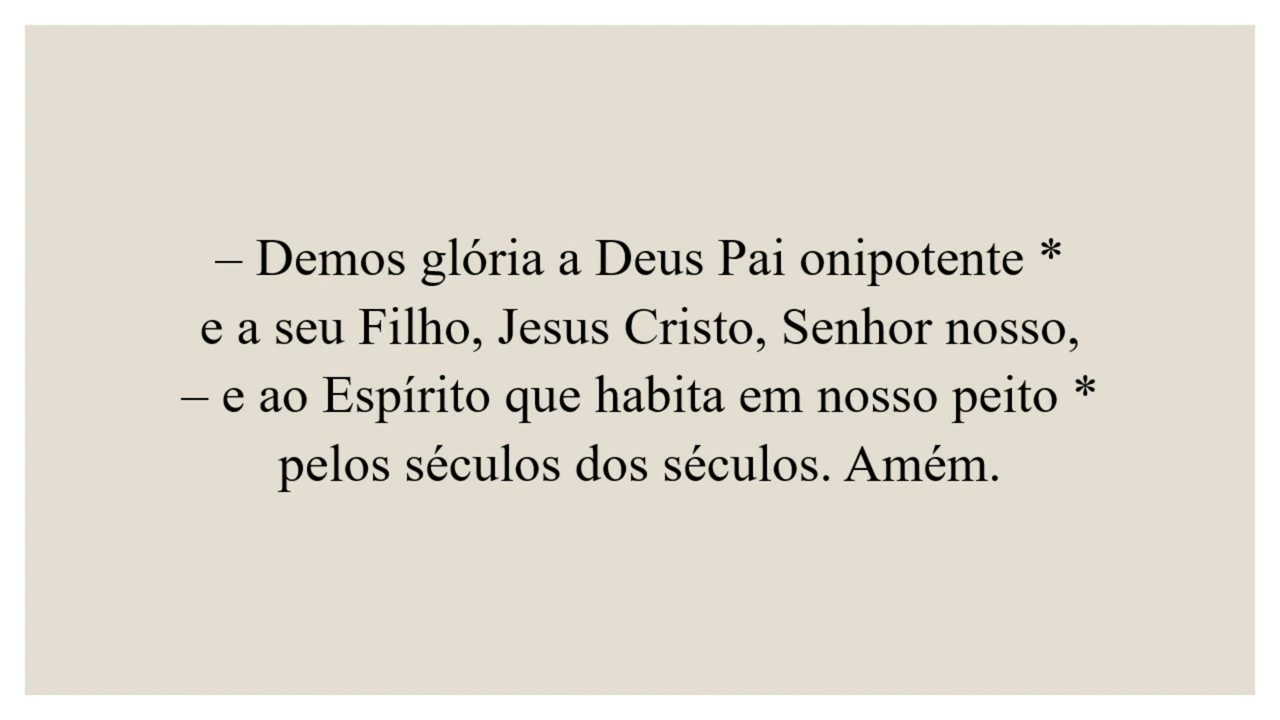 – Demos glória a Deus Pai onipotente *
e a seu Filho, Jesus Cristo, Senhor nosso,
– e ao Espírito que habita em nosso peito *
pelos séculos dos séculos. Amém.